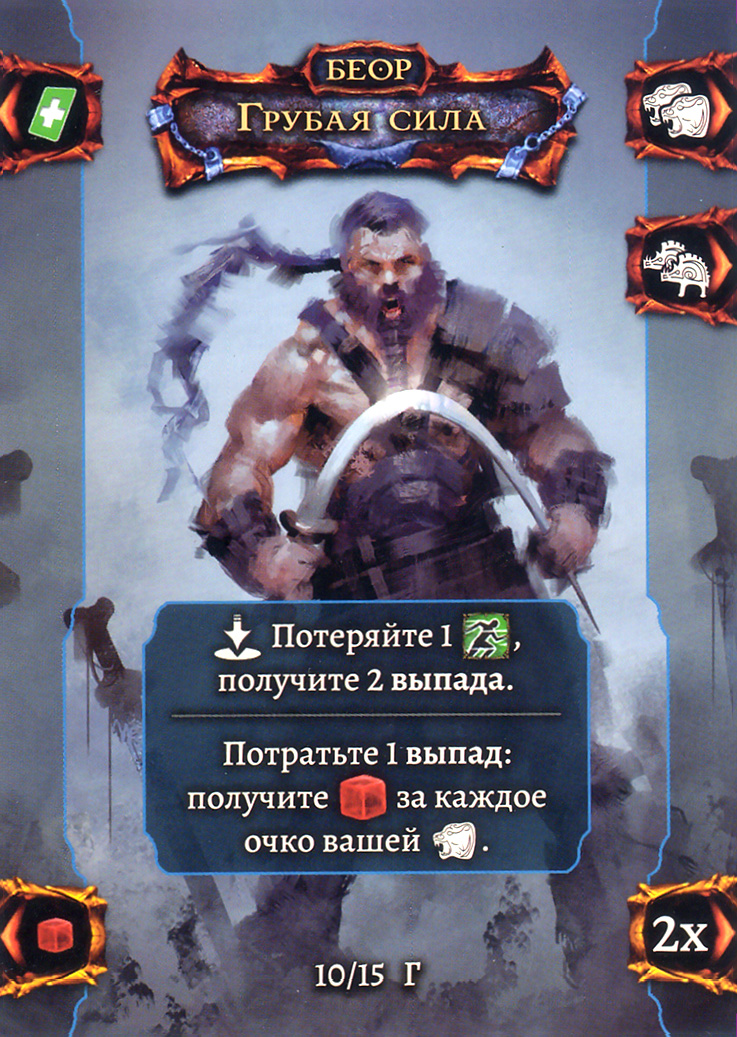 БЕОР
ГРУБАЯ СИЛА
Потеряйте 1 ,
получите 2 выпада.
Потратьте 1 выпад:
получите за каждое
очко вашей .
2x
10/15 Г